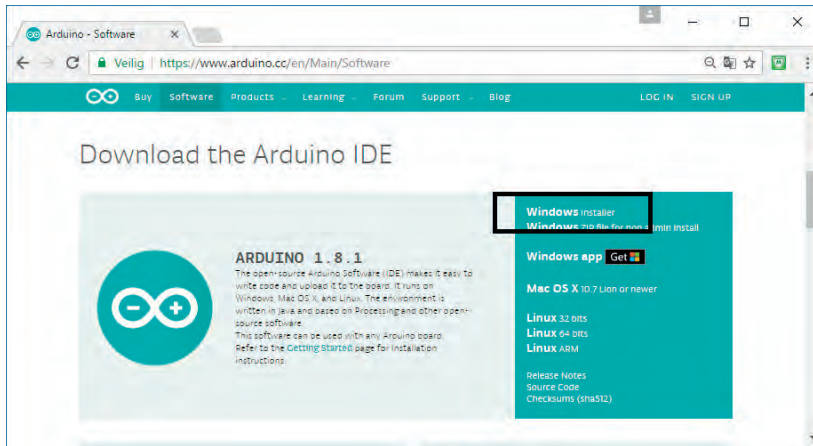 Arduino - Software
Veilig https://www.arduino.cc/en/Main/Software
Buy Software Products Learning Forum Support Blog LOG IN SIGN UP
Download the Arduino IDE
ARDUINO 1.8.1
The open-source Arduino Software (IDE) makes it easy to
write code and upload it to the board. It runs on
Windows, Mac OS X, and Linux. The environment is
written in Java and based on Processing and other open-
source software.
This software can be used with any Arduino board.
Refer to the Getting Started page for Installation
instructions.
Windows Installer
Windows ZIP file for non admin install
Windows app Get
Mac OS X 10.7 Lion or newer
Linux 32 bits
Linux 64 bits
Linux ARM
Release Notes
Source Code
Checksums (sha512)